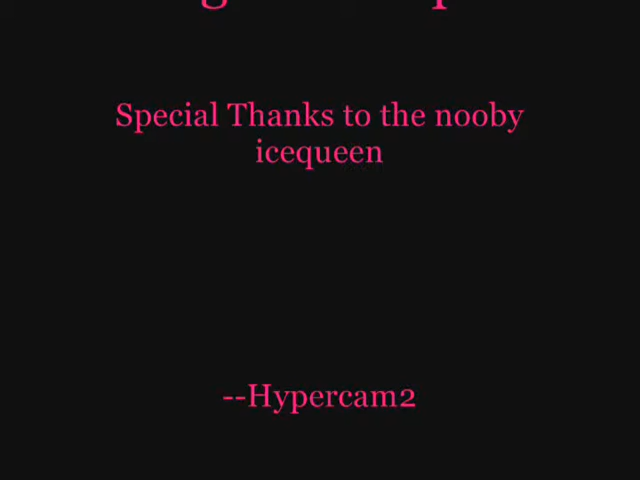 Special Thanks to the nooby
icequeen
--Hypercam2